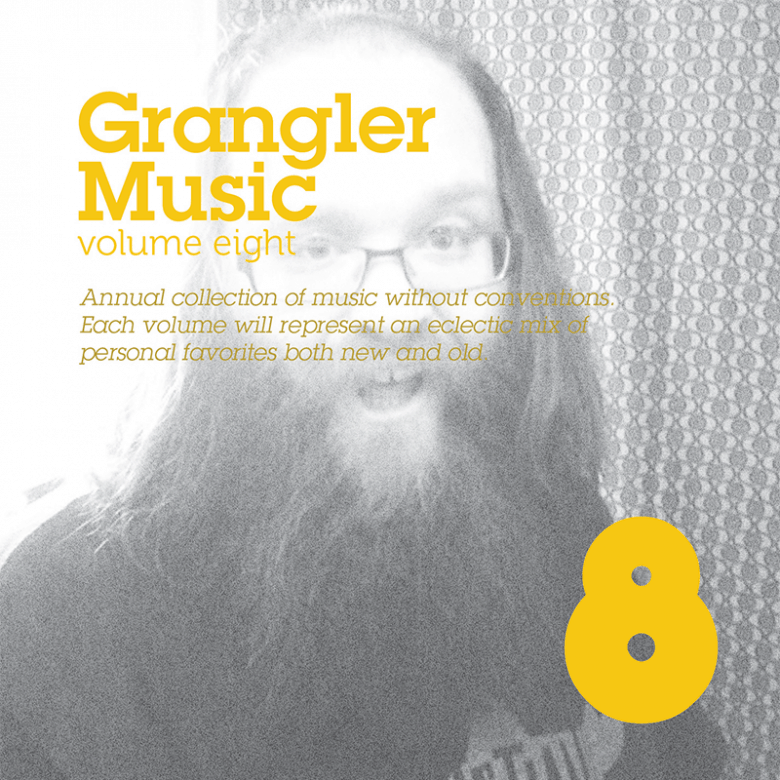 Grangler
Music
volume eight
Annual collection of music without conventions.
Each volume will represent an eclectic mix of
personal favorites both new and old
8